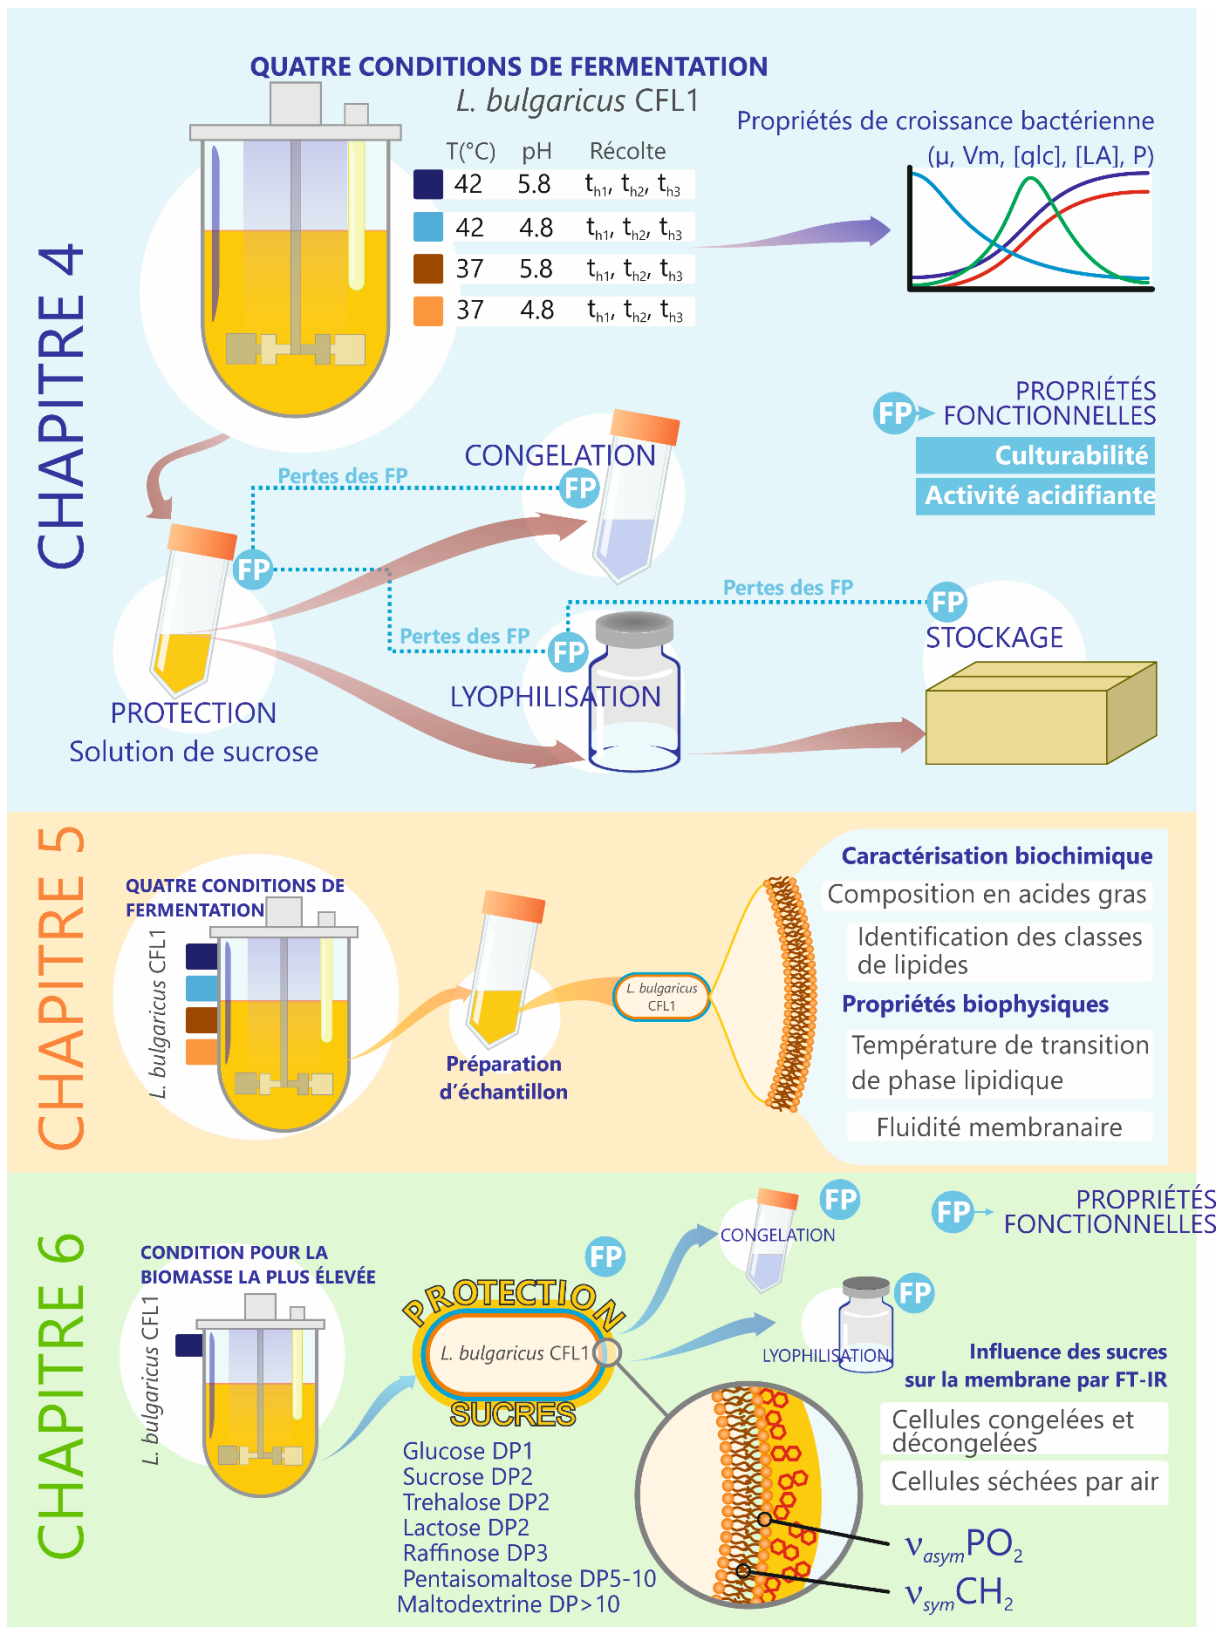 CHAPITRE 4
QUATRE CONDITIONS DE FERMENTATION
L. bulgaricus CFL1
T(°C) pH Récolte
42 5.8 th1, th2, th3
42 4.8 th1, th2, th3
37 5.8 th1, th2, th3
37 4.8 th1, th2, th3
Propriétés de croissance bactérienne
(µ, Vm, [glc], [LA], P)
FP PROPRIÉTÉS
FONCTIONNELLES
Culturabilité
Activité acidifiante
CONGELATION
Pertes des FP
FP
FP
Pertes des FP
FP
Pertes des FP
FP
STOCKAGE
LYOPHILISATION
PROTECTION
Solution de sucrose
CHAPITRE 5
QUATRE CONDITIONS DE
FERMENTATION
L. bulgaricus CFL1
Préparation
d'échantillon
L. bulgaricus
CFL1
Caractérisation biochimique
Composition en acides gras
Identification des classes
de lipides
Propriétés biophysiques
Température de transition
de phase lipidique
Fluidité membranaire
CHAPITRE 6
CONDITION POUR LA
BIOMASSE LA PLUS ÉLEVÉE
L. bulgaricus CFL1
FP
PROTECTION
L. bulgaricus CFL1
SUCRES
Glucose DP1
Sucrose DP2
Trehalose DP2
Lactose DP2
Raffinose DP3
Pentaisomaltose DP5-10
Maltodextrine DP>10
FP
CONGELATION
FP
LYOPHILISATION
FP PROPRIÉTÉS
FONCTIONNELLES
Influence des sucres
sur la membrane par FT-IR
Cellules congelées et
décongelées
Cellules séchées par air
νasymPO2
νsymCH2